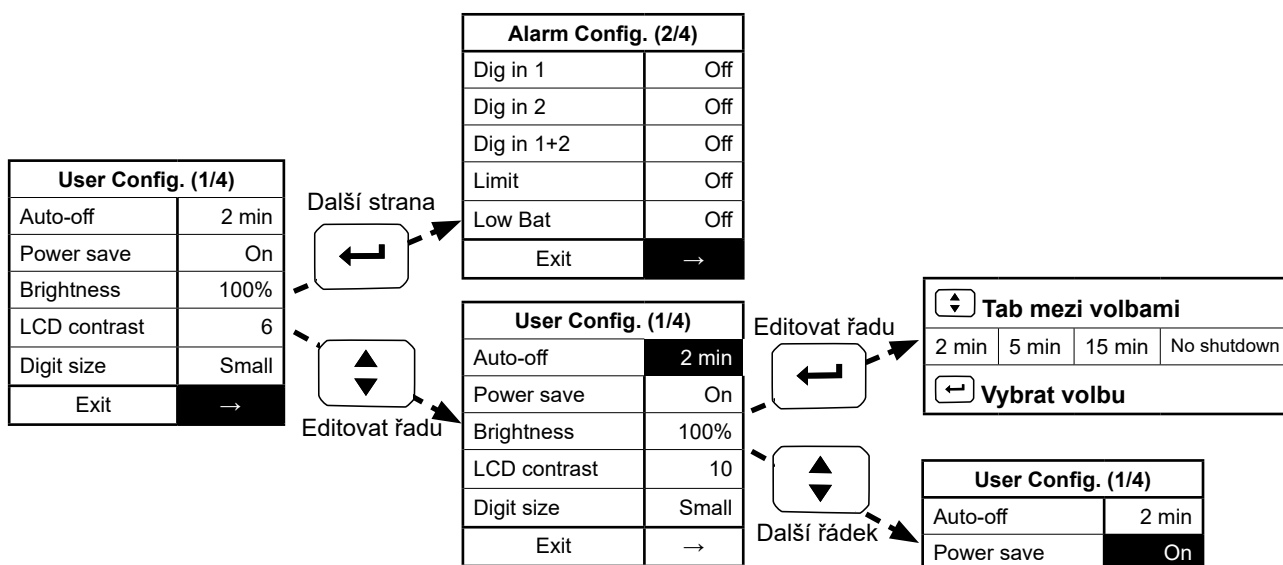 User Config. (1/4)
Auto-off 2 min
Power save On
Brightness 100%
LCD contrast 6
Digit size Small
Exit →
Další strana
Editovat řadu
Alarm Config. (2/4)
Dig in 1 Off
Dig in 2 Off
Dig in 1+2 Off
Limit Off
Low Bat Off
Exit →
User Config. (1/4)
Auto-off 2 min
Power save On
Brightness 100%
LCD contrast 10
Digit size Small
Exit →
Editovat řadu
Další řádek
Tab mezi volbami
2 min 5 min 15 min No shutdown
Vybrat volbu
User Config. (1/4)
Auto-off 2 min
Power save On